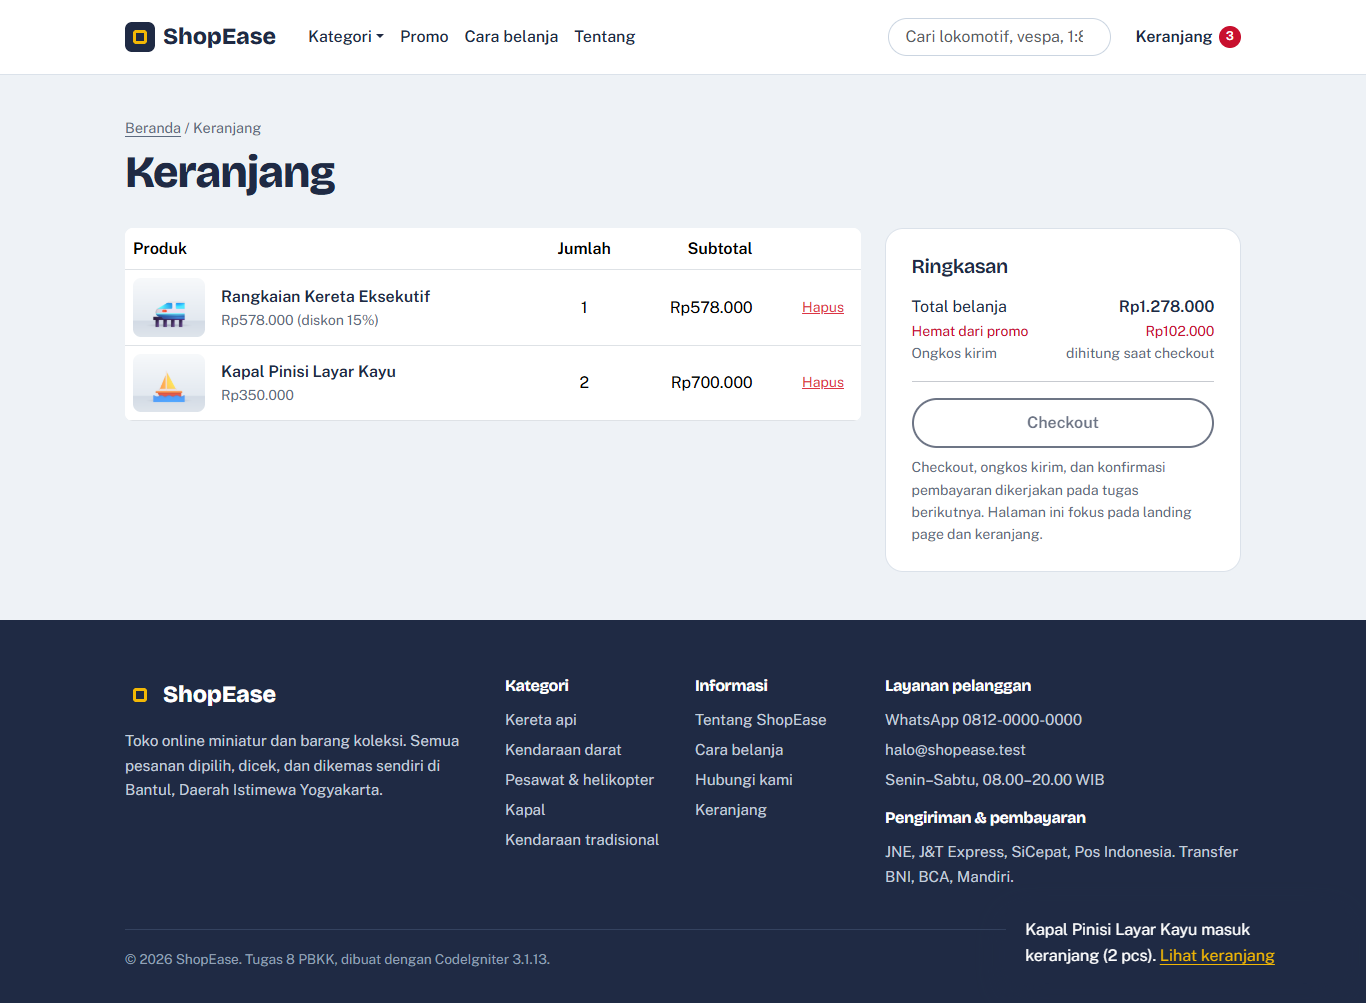 ShopEase
Kategori
Promo
Cara belanja
Tentang
Cari lokomotif, vespa, 1:8
Keranjang 3
Beranda / Keranjang
Keranjang
Produk Jumlah Subtotal
Rangkaian Kereta Eksekutif
Rp578.000 (diskon 15%)
1 Rp578.000 Hapus
Kapal Pinisi Layar Kayu
Rp350.000
2 Rp700.000 Hapus
Ringkasan
Total belanja Rp1.278.000
Hemat dari promo Rp102.000
Ongkos kirim dihitung saat checkout
Checkout
Checkout, ongkos kirim, dan konfirmasi
pembayaran dikerjakan pada tugas
berikutnya. Halaman ini fokus pada landing
page dan keranjang.
ShopEase
Toko online miniatur dan barang koleksi. Semua
pesanan dipilih, dicek, dan dikemas sendiri di
Bantul, Daerah Istimewa Yogyakarta.
Kategori
Kereta api
Kendaraan darat
Pesawat & helikopter
Kapal
Kendaraan tradisional
Informasi
Tentang ShopEase
Cara belanja
Hubungi kami
Keranjang
Layanan pelanggan
WhatsApp 0812-0000-0000
halo@shopease.test
Senin–Sabtu, 08.00–20.00 WIB
Pengiriman & pembayaran
JNE, J&T Express, SiCepat, Pos Indonesia. Transfer
BNI, BCA, Mandiri.
© 2026 ShopEase. Tugas 8 PBKK, dibuat dengan CodeIgniter 3.1.13.
Kapal Pinisi Layar Kayu masuk
keranjang (2 pcs). Lihat keranjang